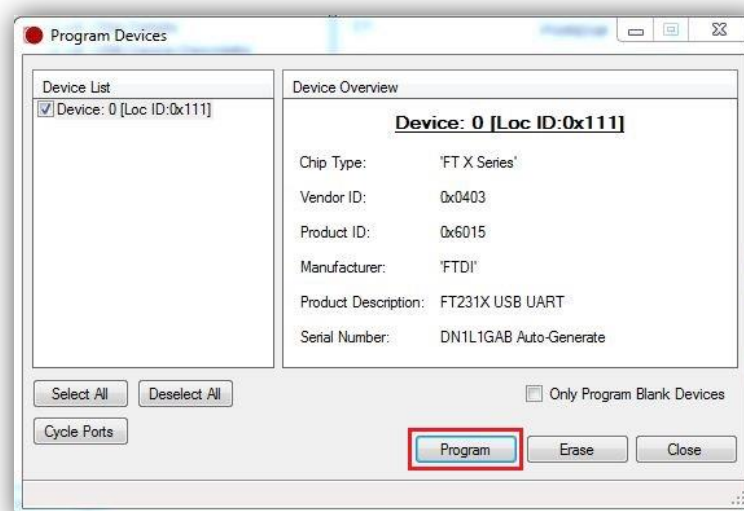 Program Devices
Device List
Device: 0 [Loc ID:0x111]
Device Overview
Device: 0 [Loc ID:0x111]
Chip Type: 'FT X Series'
Vendor ID: 0x0403
Product ID: 0x6015
Manufacturer: 'FTDI'
Product Description: FT231X USB UART
Serial Number: DN1L1GAB Auto-Generate
Select All Deselect All
Only Program Blank Devices
Cycle Ports
Program Erase Close